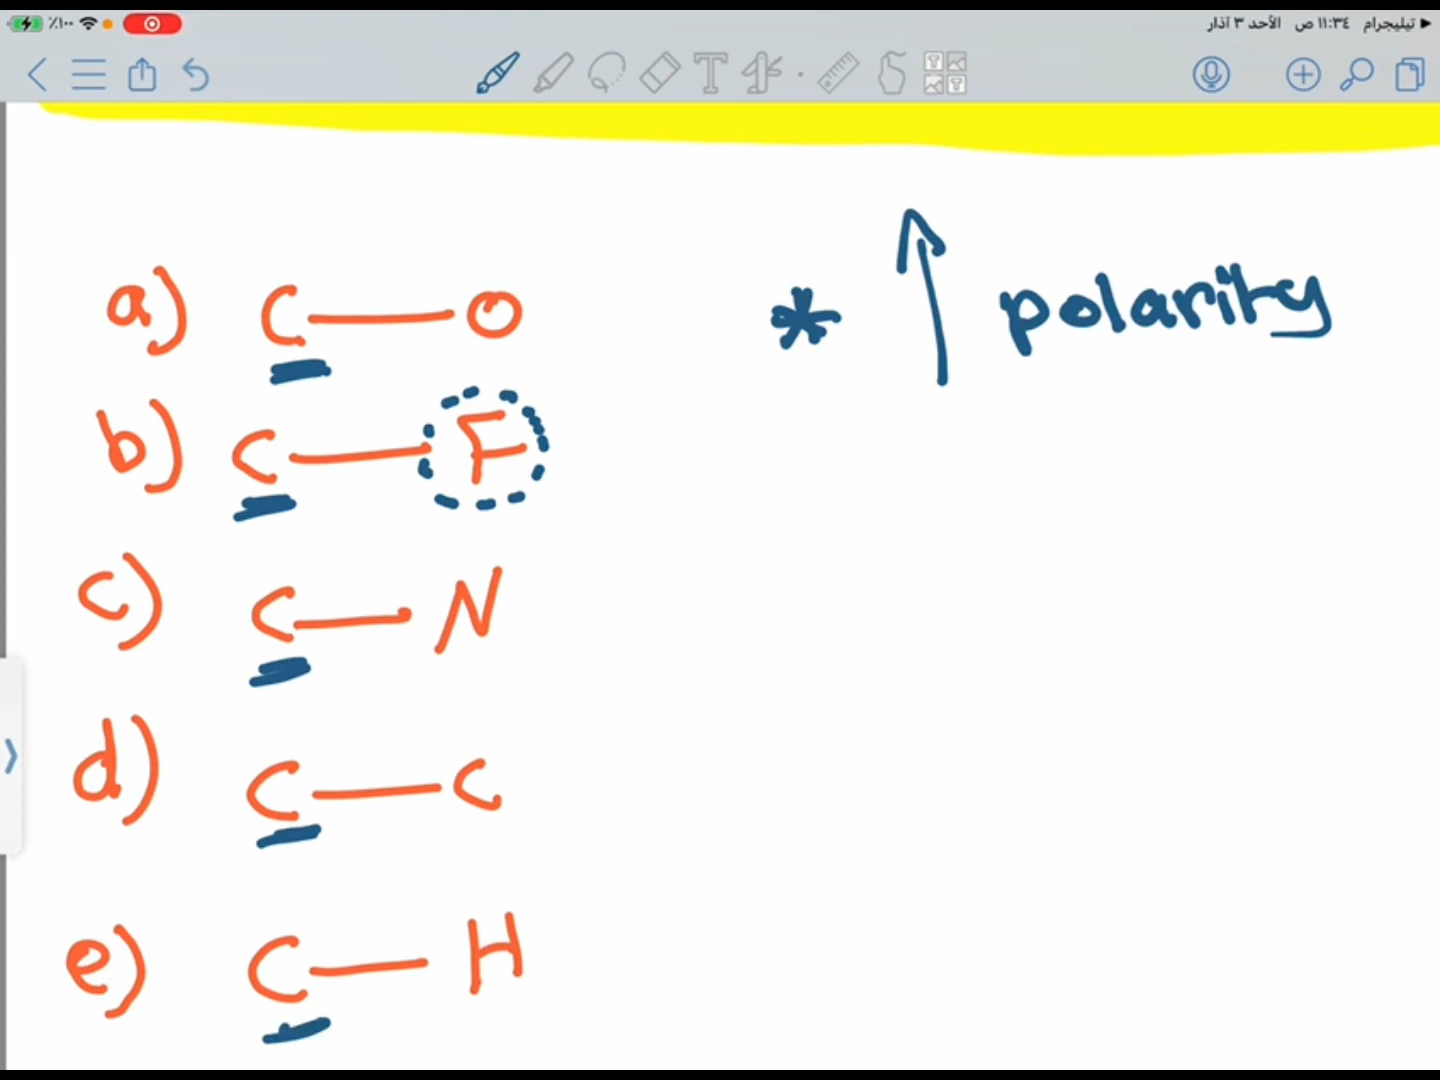 ٪١٠٠
◀ تيليجرام ١١:٣٤ ص الأحد ٣ آذار
a) C — O
* ↑ polarity
b) C — F
c) C — N
d) C — C
e) C — H